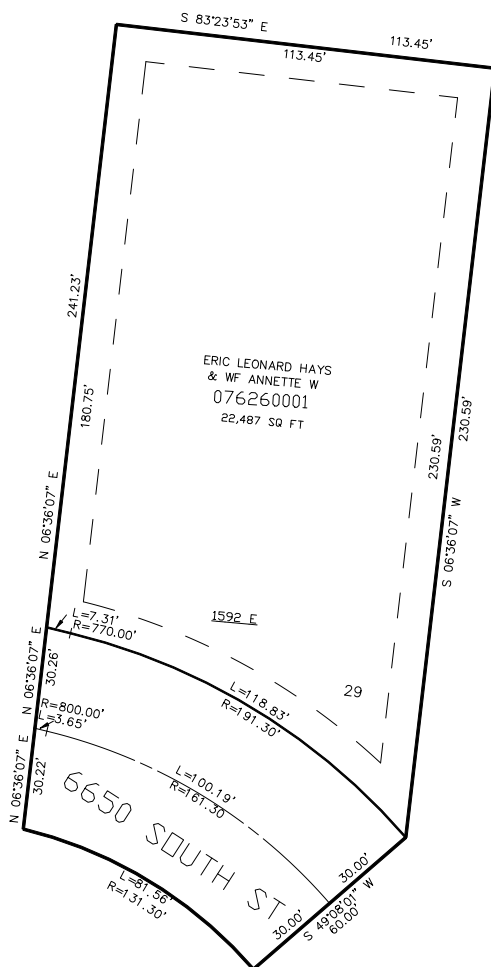 S 83°23'53" E
113.45'
113.45'
241.23'
180.75'
N 06°36'07" E
ERIC LEONARD HAYS
& WF ANNETTE W
076260001
22,487 SQ FT
230.59'
230.59'
S 06°36'07" W
1592 E
29
L=7.31'
R=770.00'
L=118.83'
R=191.30'
N 06°36'07" E
30.26'
R=800.00'
L=3.65'
L=100.19'
R=161.30
N 06°36'07" E
30.22'
6650 SOUTH ST
L=81.56'
R=131.30'
30.00'
30.00'
S 49°08'01" W
60.00'